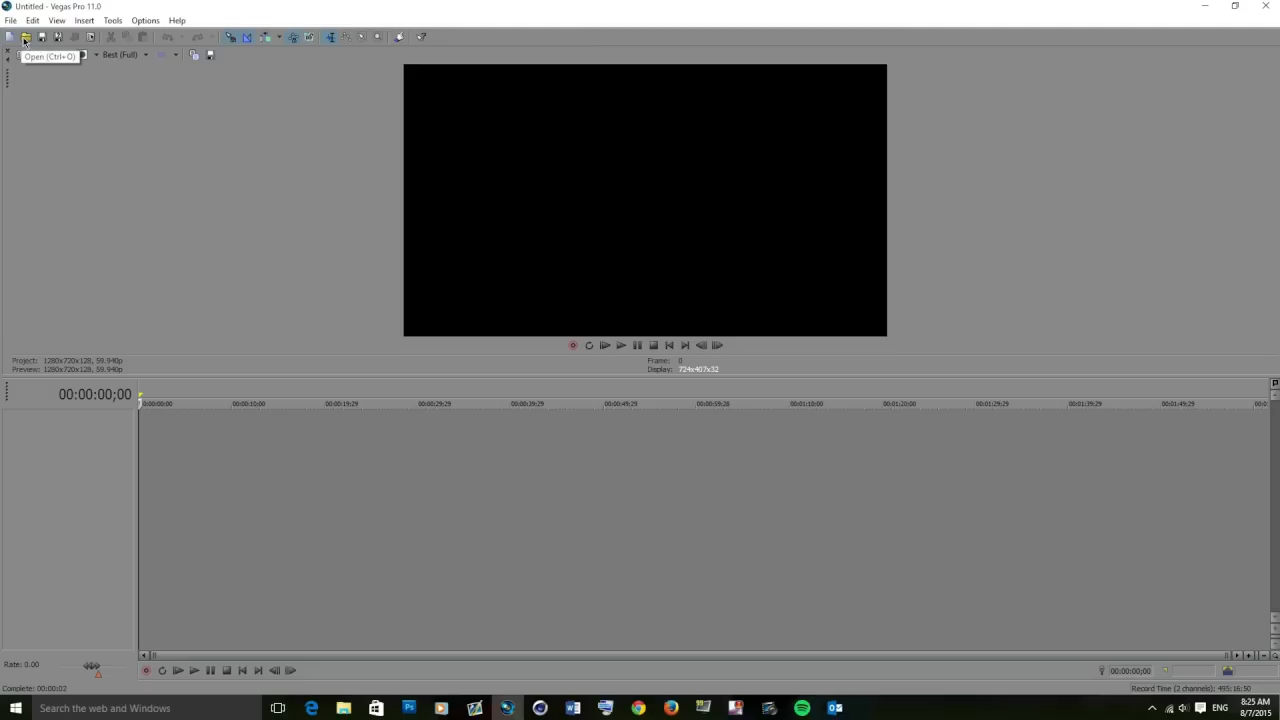 Untitled - Vegas Pro 11.0
File Edit View Insert Tools Options Help
Open (Ctrl+O)
Best (Full)
Project: 1280x720x128, 59.940p
Preview: 1280x720x128, 59.940p
Frame: 0
Display: 724x407x32
00:00:00;00
0:00:00:00 00:00:10:00 00:00:19:29 00:00:29:29 00:00:39:29 00:00:49:29 00:00:59:28 00:01:10:00 00:01:20:00 00:01:29:29 00:01:39:29 00:01:49:29
Rate: 0.00
00:00:00;00
Complete: 00:00:02
Record Time (2 channels): 495:16:50
Search the web and Windows
ENG
8:25 AM
8/7/2015